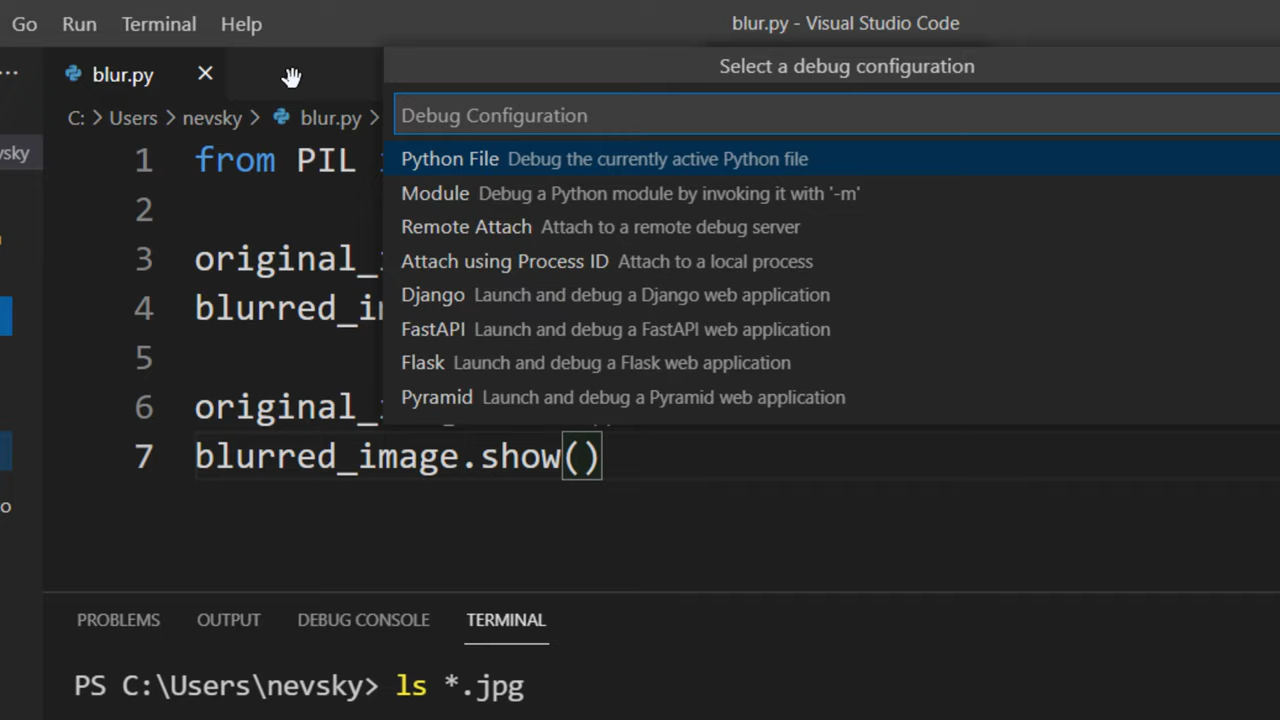 Go Run Terminal Help blur.py - Visual Studio Code
... blur.py × Select a debug configuration
C: > Users > nevsky > blur.py > Debug Configuration
1 from PIL
Python File Debug the currently active Python file
Module Debug a Python module by invoking it with '-m'
2
Remote Attach Attach to a remote debug server
3 original_
Attach using Process ID Attach to a local process
Django Launch and debug a Django web application
4 blurred_im
FastAPI Launch and debug a FastAPI web application
5
Flask Launch and debug a Flask web application
Pyramid Launch and debug a Pyramid web application
6 original_
7 blurred_image.show()
PROBLEMS OUTPUT DEBUG CONSOLE TERMINAL
PS C:\Users\nevsky> ls *.jpg